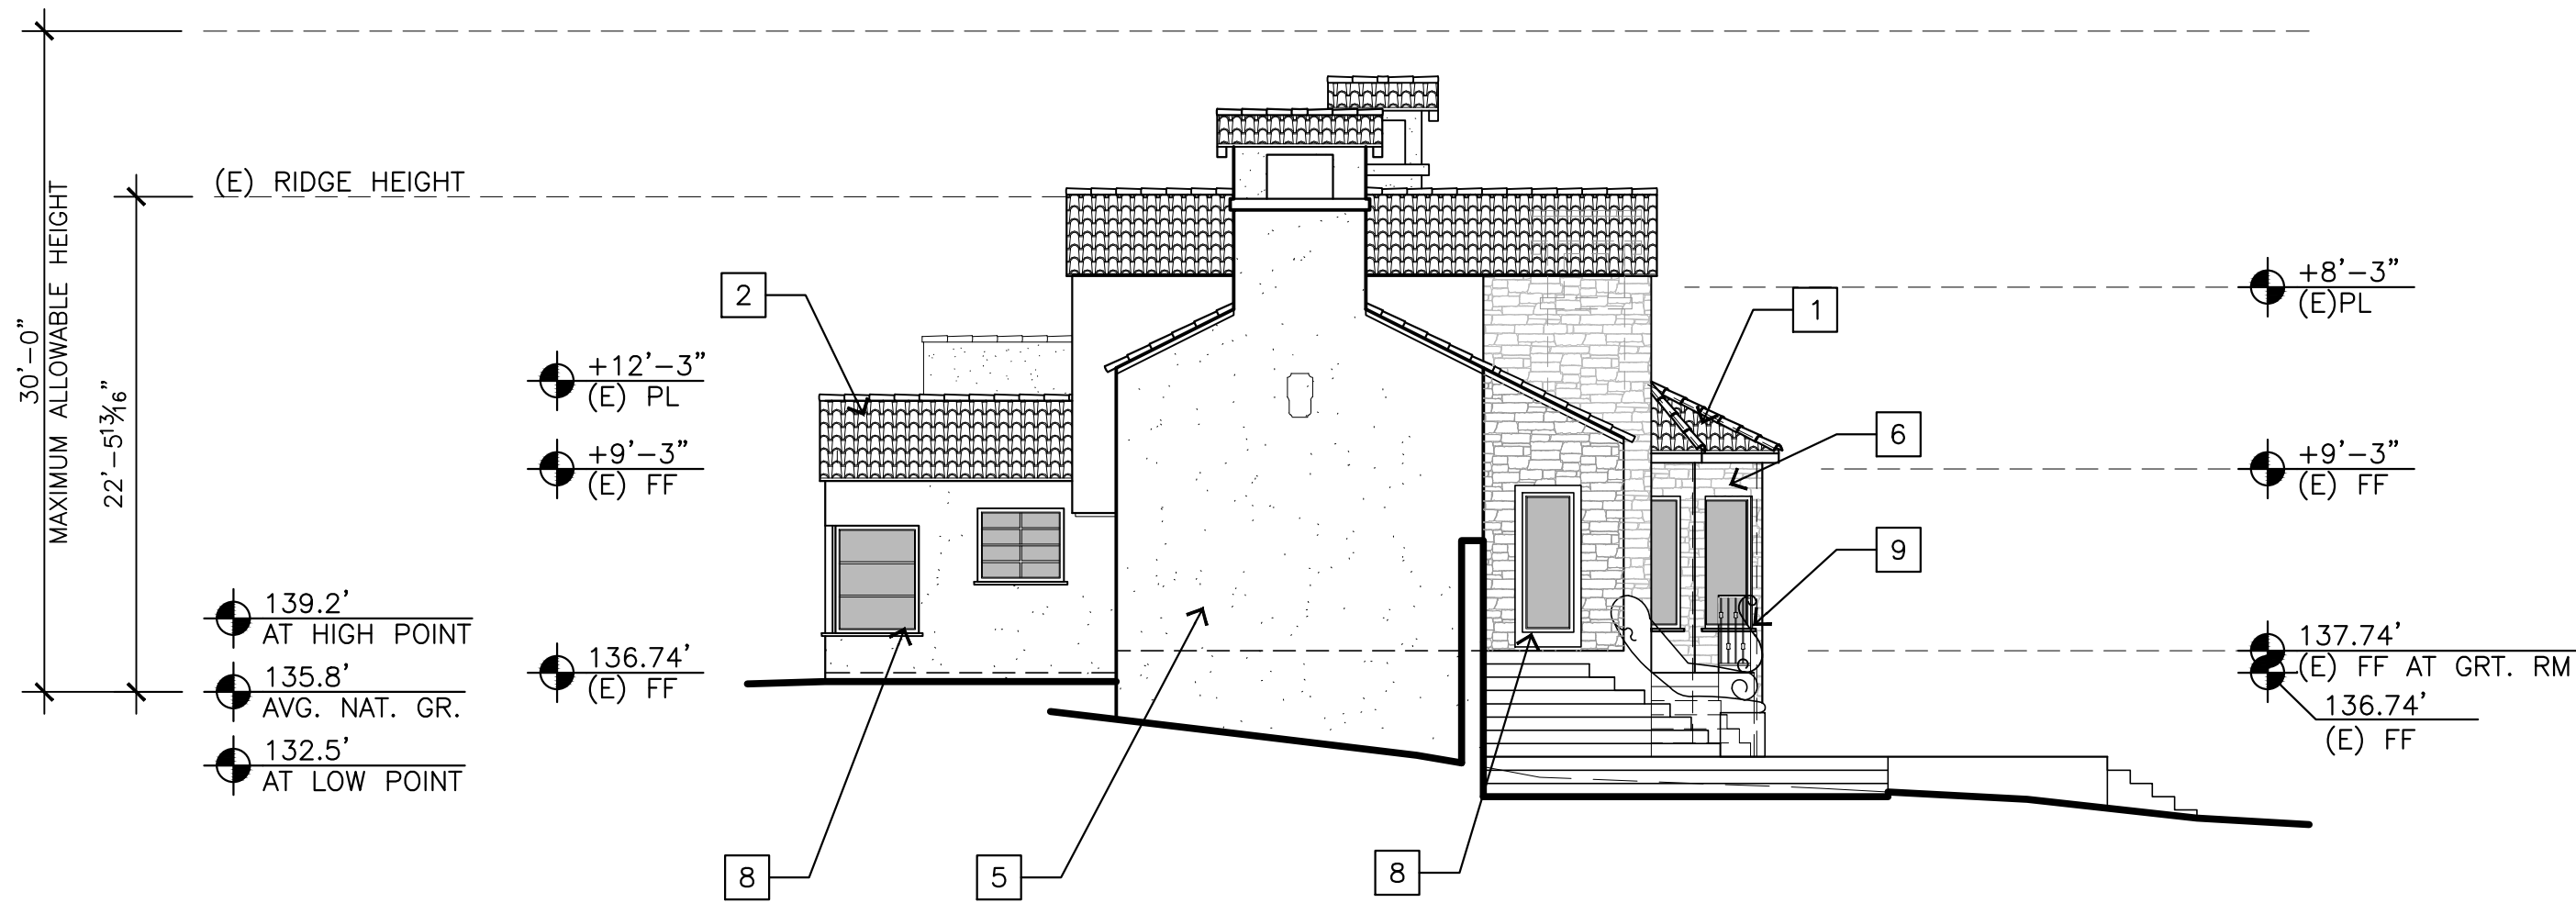 30'-0"
MAXIMUM ALLOWABLE HEIGHT
22'-5 13/16"
(E) RIDGE HEIGHT
139.2'
AT HIGH POINT
135.8'
AVG. NAT. GR.
132.5'
AT LOW POINT
+12'-3"
(E) PL
+9'-3"
(E) FF
136.74'
(E) FF
2
8
5
8
1
6
9
+8'-3"
(E)PL
+9'-3"
(E) FF
137.74'
(E) FF AT GRT. RM
136.74'
(E) FF